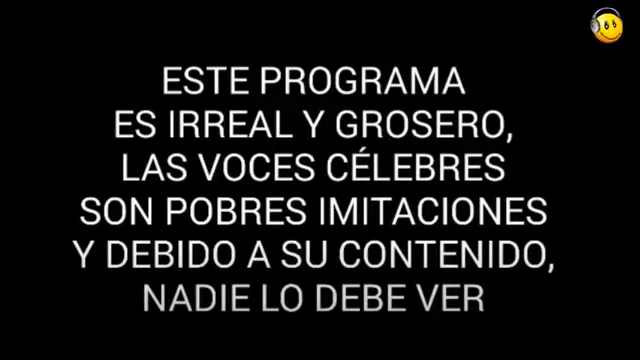 ESTE PROGRAMA
ES IRREAL Y GROSERO,
LAS VOCES CÉLEBRES
SON POBRES IMITACIONES
Y DEBIDO A SU CONTENIDO,
NADIE LO DEBE VER